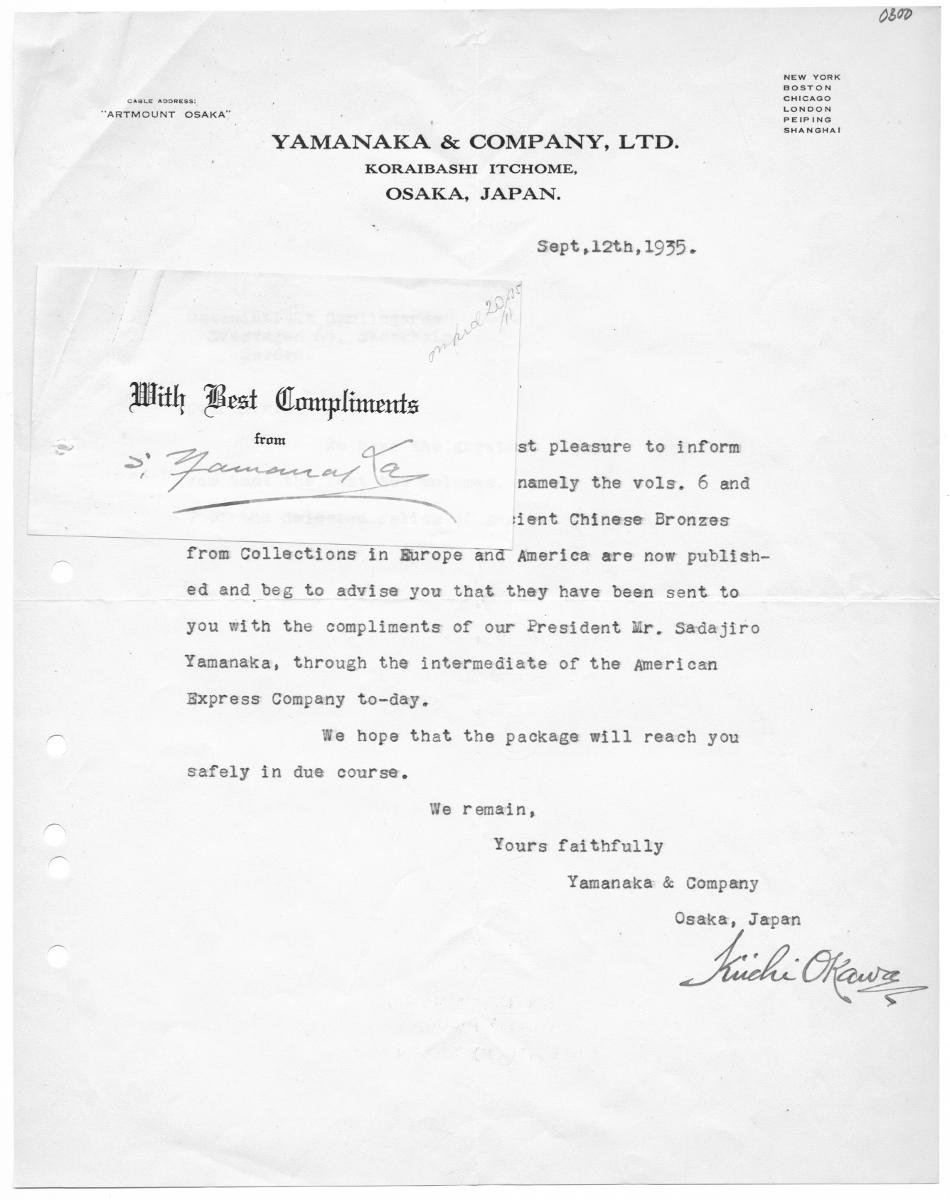 0300
CABLE ADDRESS:
"ARTMOUNT OSAKA"
NEW YORK
BOSTON
CHICAGO
LONDON
PEIPING
SHANGHAI
YAMANAKA & COMPANY, LTD.
KORAIBASHI ITCHOME,
OSAKA, JAPAN.
Sept,12th,1935.
With Best Compliments
from
S. Yamanaka
st pleasure to inform
namely the vols. 6 and
cient Chinese Bronzes
from Collections in Europe and America are now publish-
ed and beg to advise you that they have been sent to
you with the compliments of our President Mr. Sadajiro
Yamanaka, through the intermediate of the American
Express Company to-day.
We hope that the package will reach you
safely in due course.
We remain,
Yours faithfully
Yamanaka & Company
Osaka, Japan
Kiichi Okawa